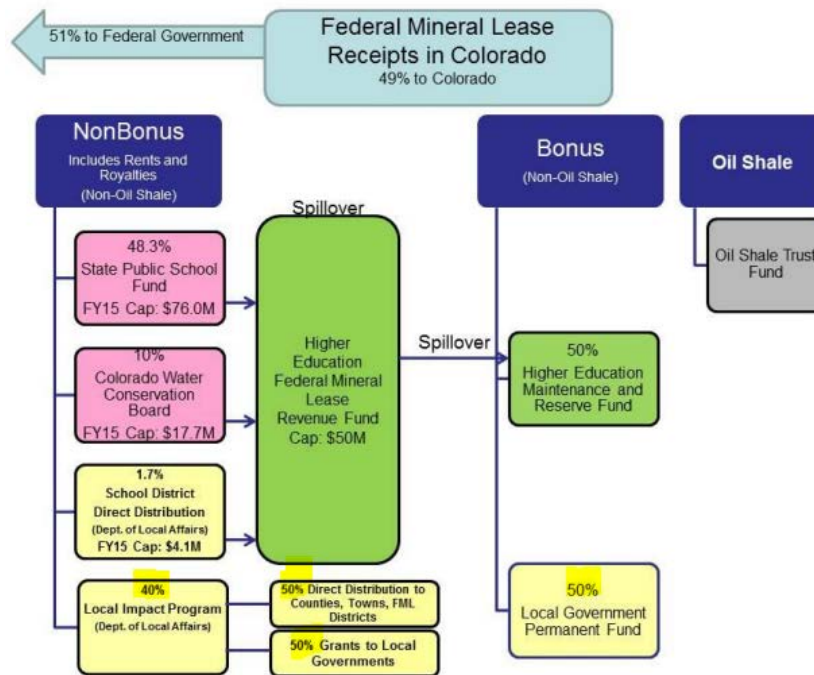 51% to Federal Government
Federal Mineral Lease
Receipts in Colorado
49% to Colorado
NonBonus
Includes Rents and
Royalties
(Non-Oil Shale)
48.3%
State Public School
Fund
FY15 Cap: $76.0M
10%
Colorado Water
Conservation
Board
FY15 Cap: $17.7M
1.7%
School District
Direct Distribution
(Dept. of Local Affairs)
FY15 Cap: $4.1M
40%
Local Impact Program
(Dept. of Local Affairs)
50% Direct Distribution to
Counties, Towns, FML
Districts
50% Grants to Local
Governments
Spillover
Higher
Education
Federal Mineral
Lease
Revenue Fund
Cap: $50M
Spillover
Bonus
(Non-Oil Shale)
50%
Higher Education
Maintenance and
Reserve Fund
50%
Local Government
Permanent Fund
Oil Shale
Oil Shale Trust
Fund